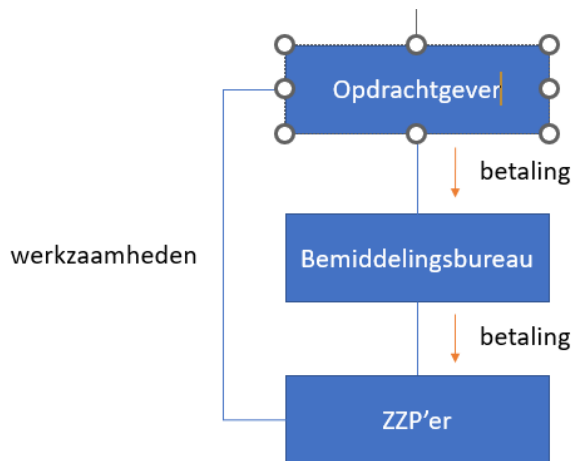 Opdrachtgever
betaling
werkzaamheden
Bemiddelingsbureau
betaling
ZZP'er